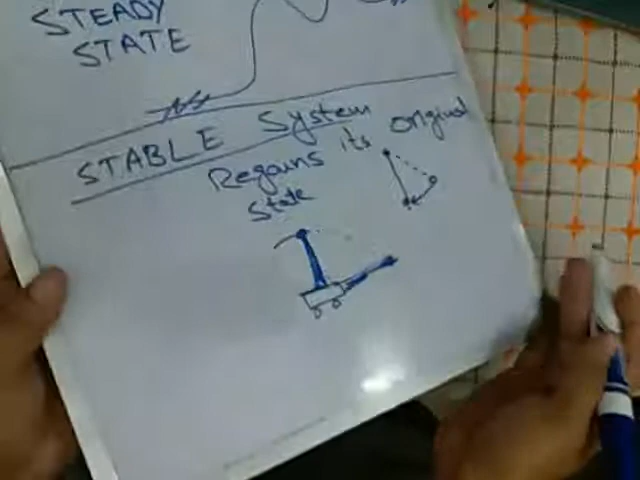 STEADY
STATE
STABLE System
Regains its original
State